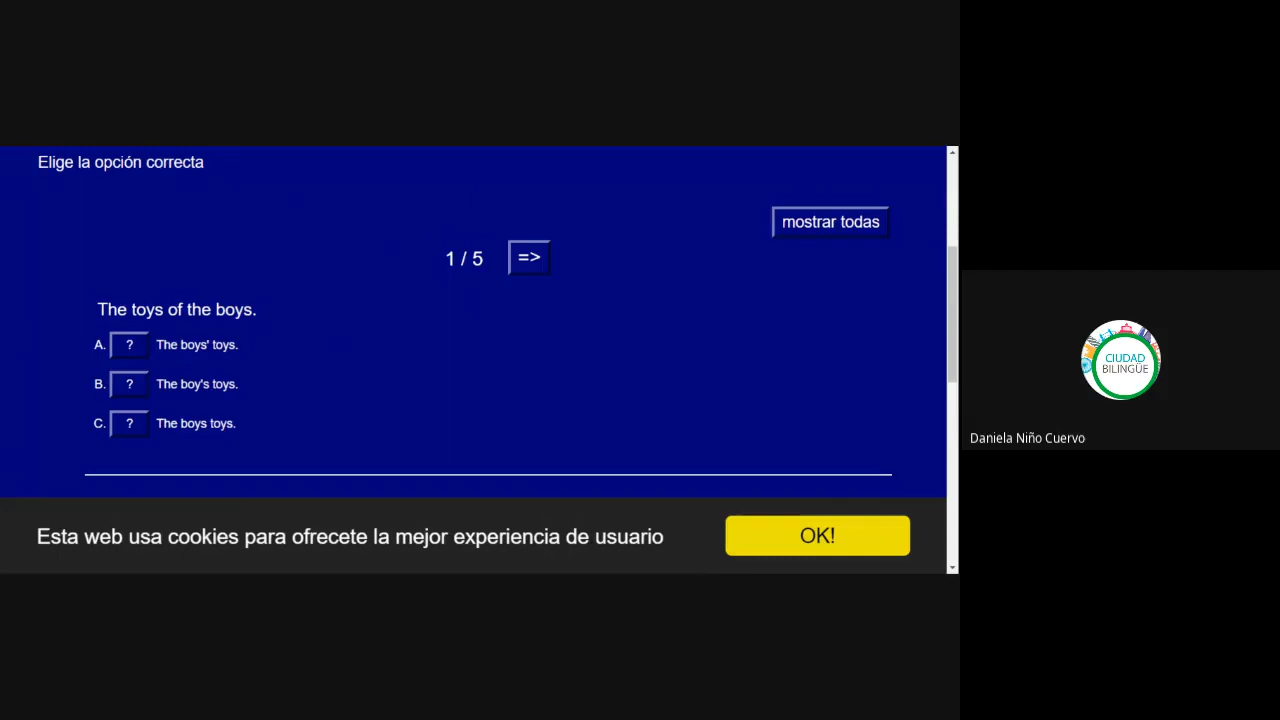 Elige la opción correcta
mostrar todas
1 / 5 =>
The toys of the boys.
A. ? The boys' toys.
B. ? The boy's toys.
C. ? The boys toys.
Esta web usa cookies para ofrecete la mejor experiencia de usuario OK!
CIUDAD
BILINGÜE
Daniela Niño Cuervo